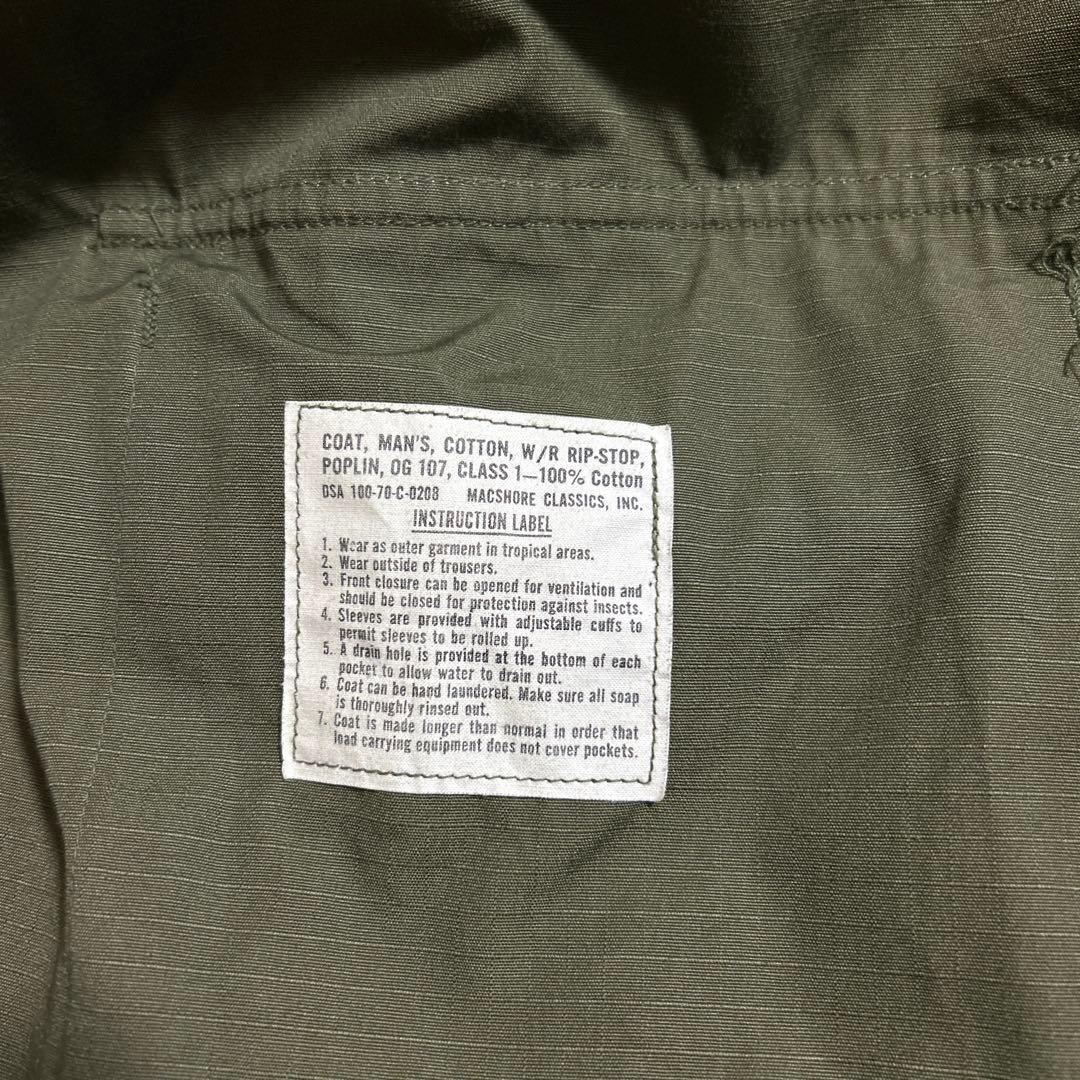 COAT, MAN'S, COTTON, W/R RIP-STOP,
POPLIN, OG 107, CLASS 1—100% Cotton
DSA 100-70-C-0208 MACSHORE CLASSICS, INC.
INSTRUCTION LABEL
1. Wear as outer garment in tropical areas.
2. Wear outside of trousers.
3. Front closure can be opened for ventilation and
should be closed for protection against insects.
4. Sleeves are provided with adjustable cuffs to
permit sleeves to be rolled up.
5. A drain hole is provided at the bottom of each
pocket to allow water to drain out.
6. Coat can be hand laundered. Make sure all soap
is thoroughly rinsed out.
7. Coat is made longer than normal in order that
load carrying equipment does not cover pockets.